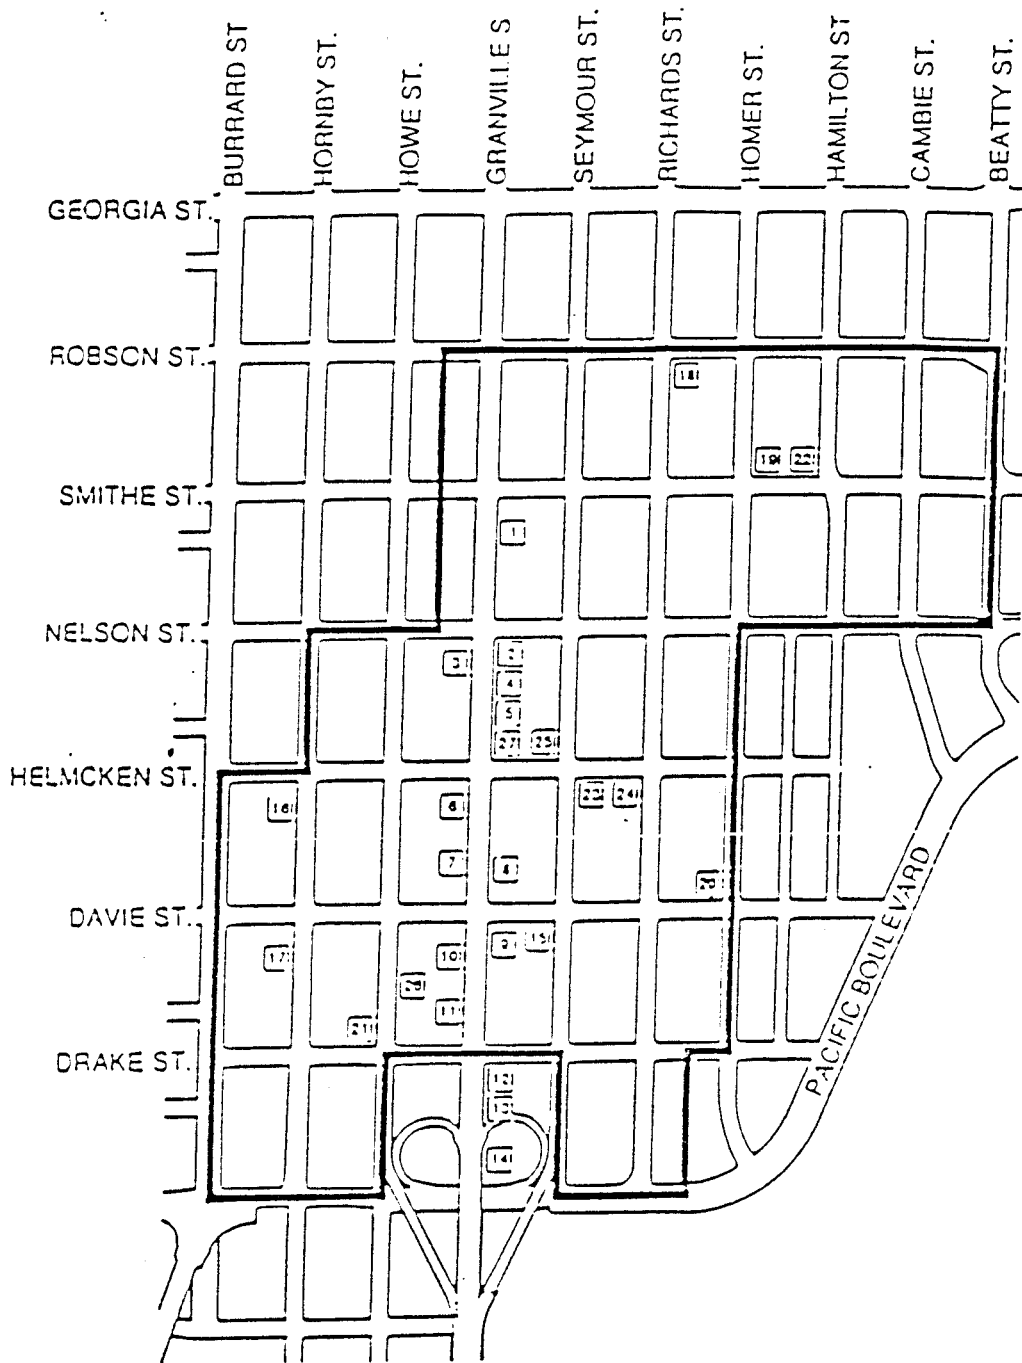 BURRARD ST
HORNBY ST.
HOWE ST.
GRANVILLE S
SEYMOUR ST.
RICHARDS ST.
HOMER ST.
HAMILTON ST
CAMBIE ST.
BEATTY ST.
GEORGIA ST.
ROBSON ST.
18
19 22
SMITHE ST.
1
NELSON ST.
3 2
4
5
27 25
HELMCKEN ST.
16 6 23 24
7
DAVIE ST.
17 10 9 15
28
11
21
DRAKE ST.
12
13
14
PACIFIC BOULEVARD